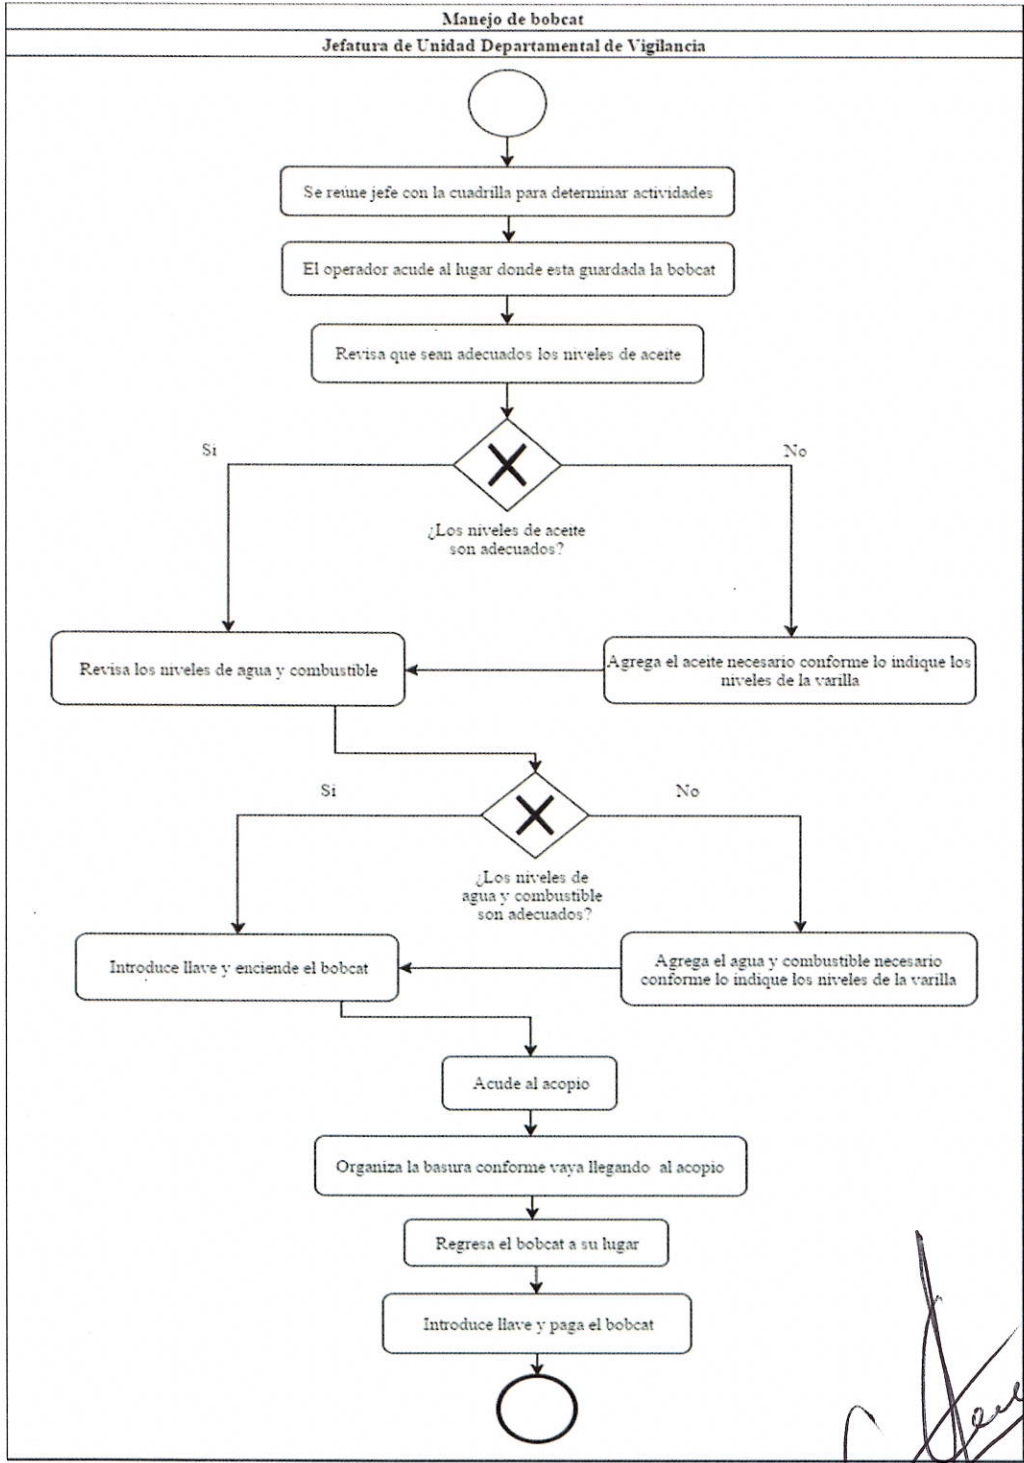 Manejo de bobcat
Jefatura de Unidad Departamental de Vigilancia
Se reúne jefe con la cuadrilla para determinar actividades
El operador acude al lugar donde esta guardada la bobcat
Revisa que sean adecuados los niveles de aceite
Si
No
¿Los niveles de aceite
son adecuados?
Revisa los niveles de agua y combustible
Agrega el aceite necesario conforme lo indique los
niveles de la varilla
Si
No
¿Los niveles de
agua y combustible
son adecuados?
Introduce llave y enciende el bobcat
Agrega el agua y combustible necesario
conforme lo indique los niveles de la varilla
Acude al acopio
Organiza la basura conforme vaya llegando al acopio
Regresa el bobcat a su lugar
Introduce llave y paga el bobcat